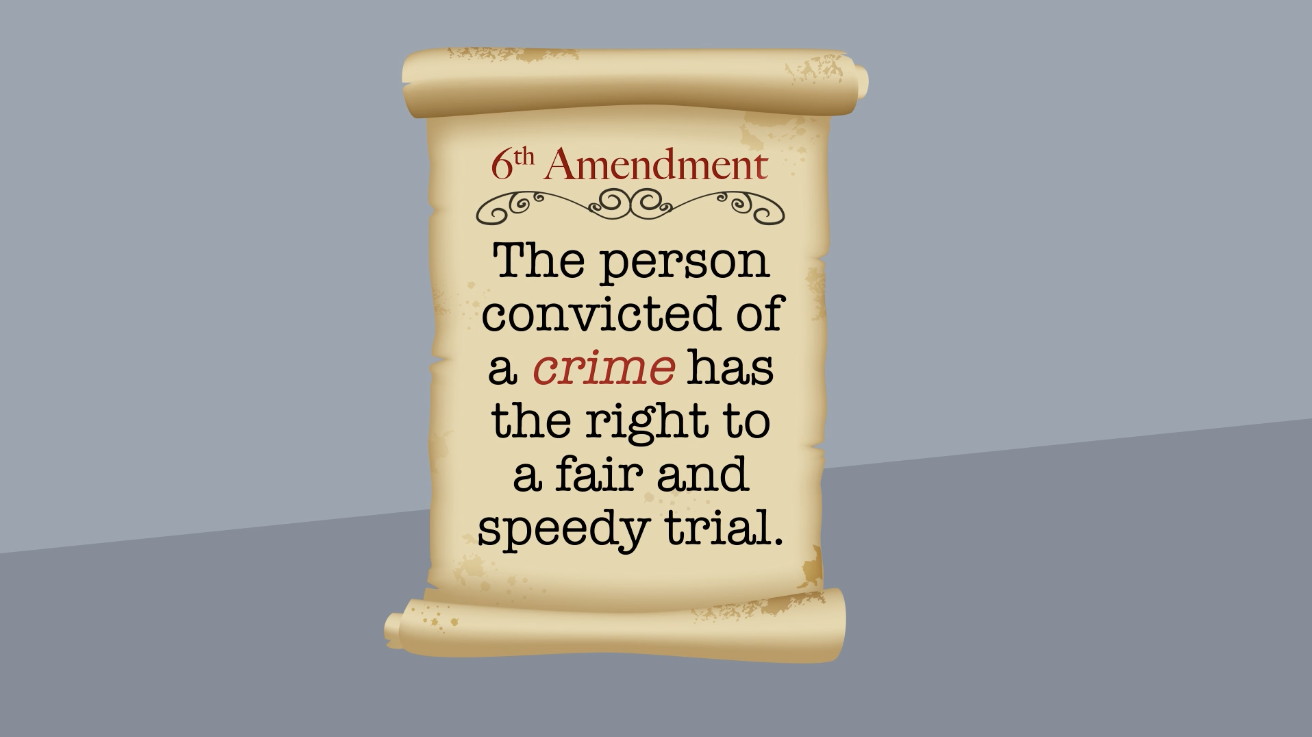 6th Amendment
The person
convicted of
a crime has
the right to
a fair and
speedy trial.